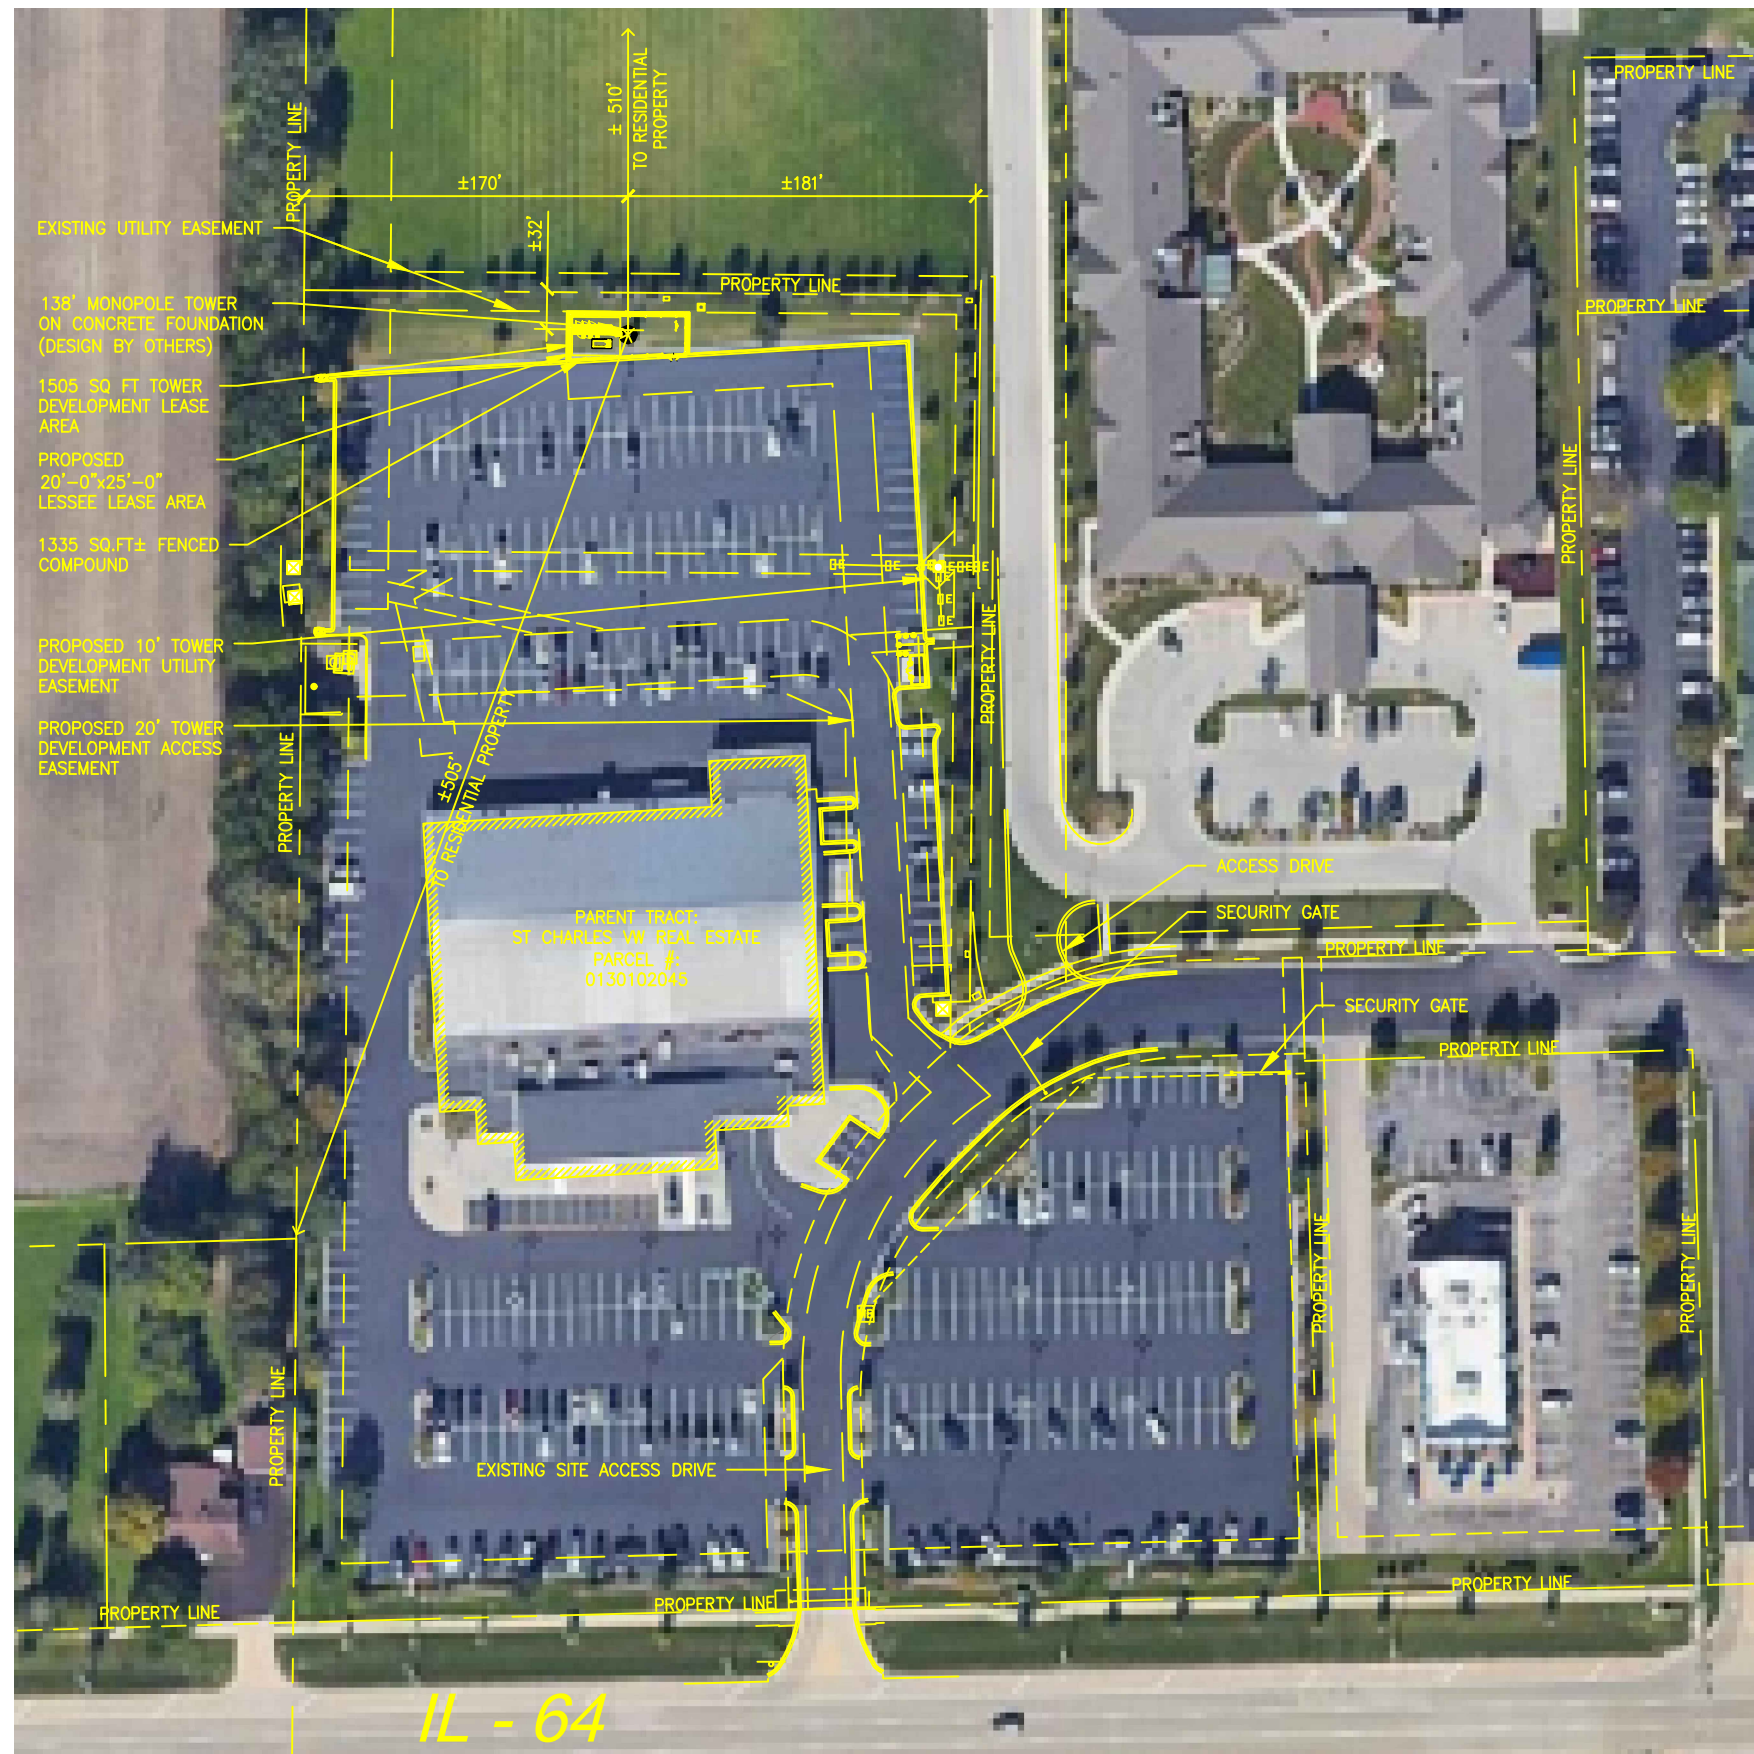 PROPERTY LINE
± 510'
TO RESIDENTIAL
PROPERTY
PROPERTY LINE
±170'
±181'
±32'
EXISTING UTILITY EASEMENT
PROPERTY LINE
138' MONOPOLE TOWER
ON CONCRETE FOUNDATION
(DESIGN BY OTHERS)
PROPERTY LINE
1505 SQ FT TOWER
DEVELOPMENT LEASE
AREA
PROPOSED
20'-0"x25'-0"
LESSEE LEASE AREA
PROPERTY LINE
1335 SQ.FT± FENCED
COMPOUND
E
E
E
E
E
E
E
E
PROPERTY LINE
PROPOSED 10' TOWER
DEVELOPMENT UTILITY
EASEMENT
PROPOSED 20' TOWER
DEVELOPMENT ACCESS
EASEMENT
PROPERTY LINE
±505'
TO RESIDENTIAL PROPERTY
ACCESS DRIVE
SECURITY GATE
PARENT TRACT:
ST CHARLES VW REAL ESTATE
PARCEL #:
0130102045
PROPERTY LINE
SECURITY GATE
PROPERTY LINE
PROPERTY LINE
PROPERTY LINE
PROPERTY LINE
EXISTING SITE ACCESS DRIVE
PROPERTY LINE
PROPERTY LINE
PROPERTY LINE
IL - 64